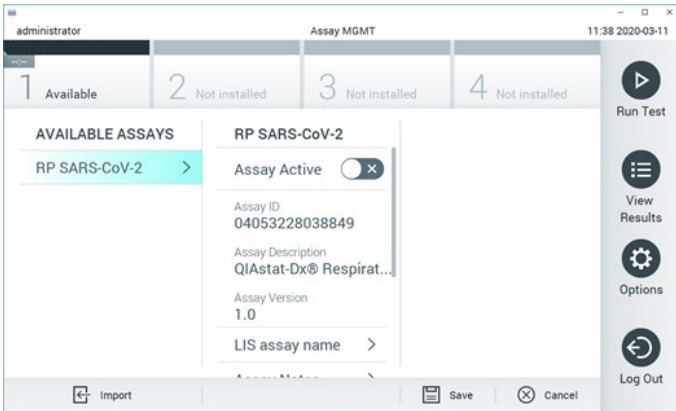 administrator Assay MGMT 11:38 2020-03-11
--:--
1 Available 2 Not installed 3 Not installed 4 Not installed
Run Test
AVAILABLE ASSAYS
RP SARS-CoV-2
RP SARS-CoV-2
Assay Active
Assay ID
04053228038849
Assay Description
QIAstat-Dx® Respirat...
Assay Version
1.0
LIS assay name
View
Results
Options
Log Out
Import
Save
Cancel